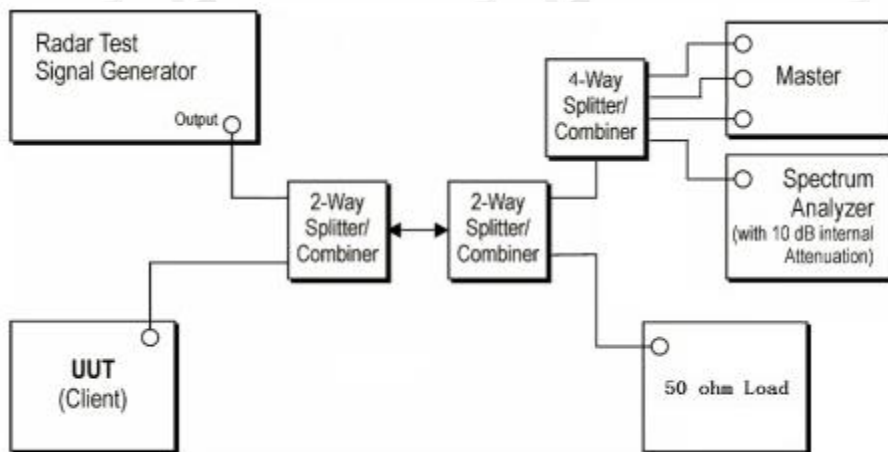 Radar Test
Signal Generator
Output
4-Way
Splitter/
Combiner
Master
Spectrum
Analyzer
(with 10 dB internal
Attenuation)
2-Way
Splitter/
Combiner
2-Way
Splitter/
Combiner
UUT
(Client)
50 ohm Load